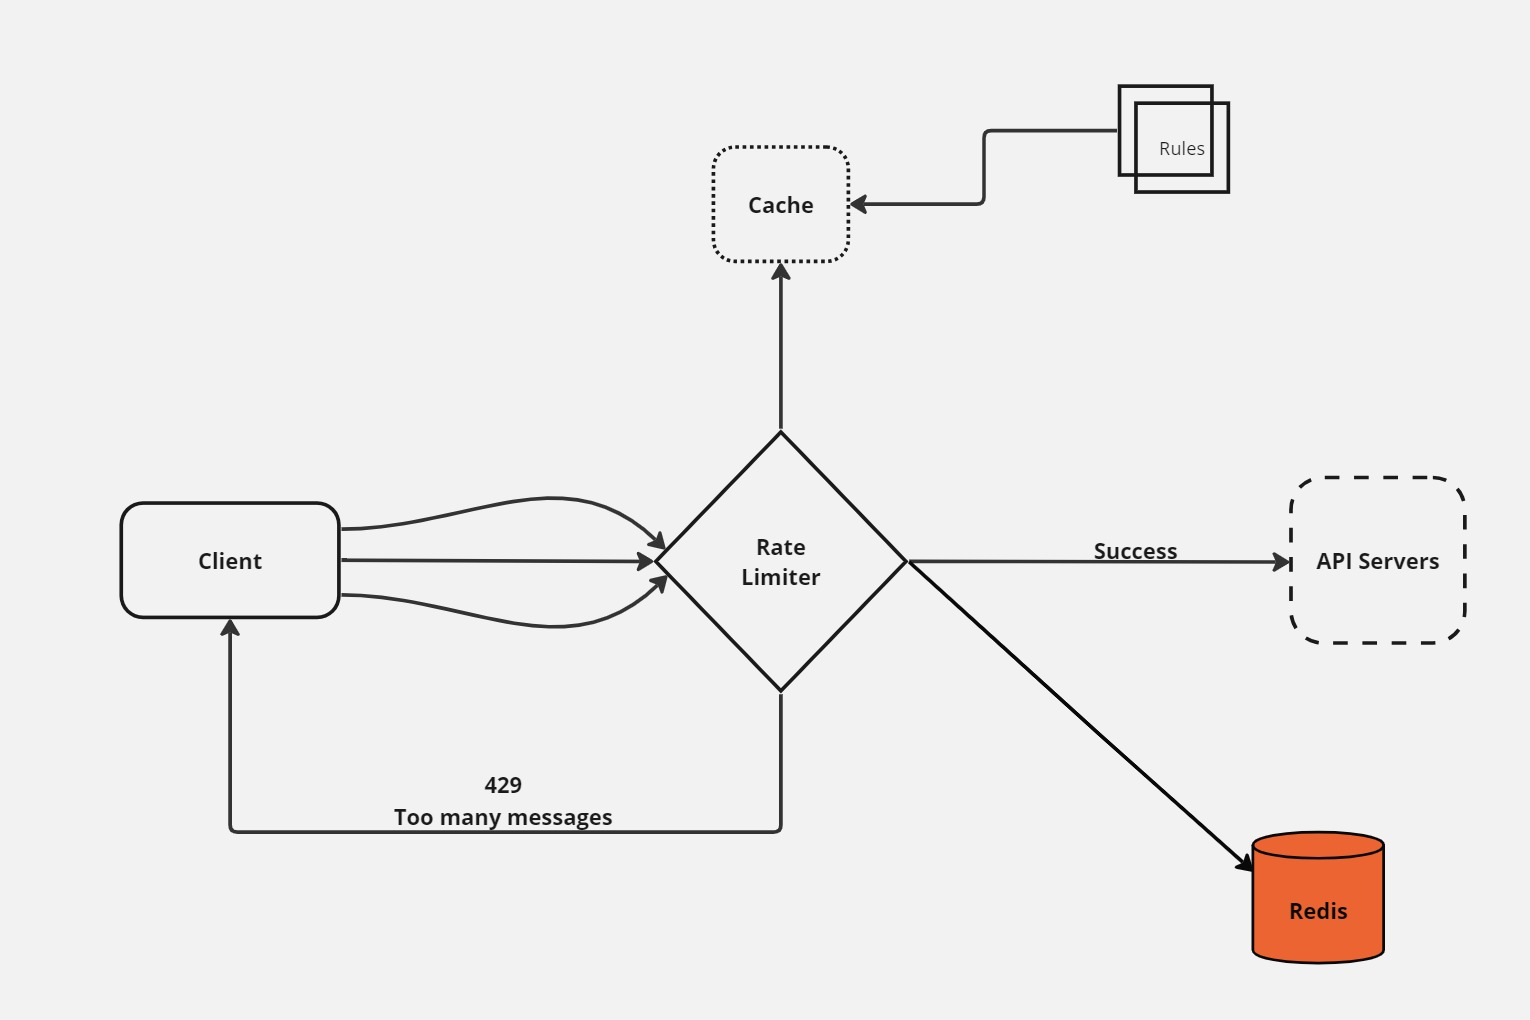 Rules
Cache
Client
Rate
Limiter
Success
API Servers
429
Too many messages
Redis